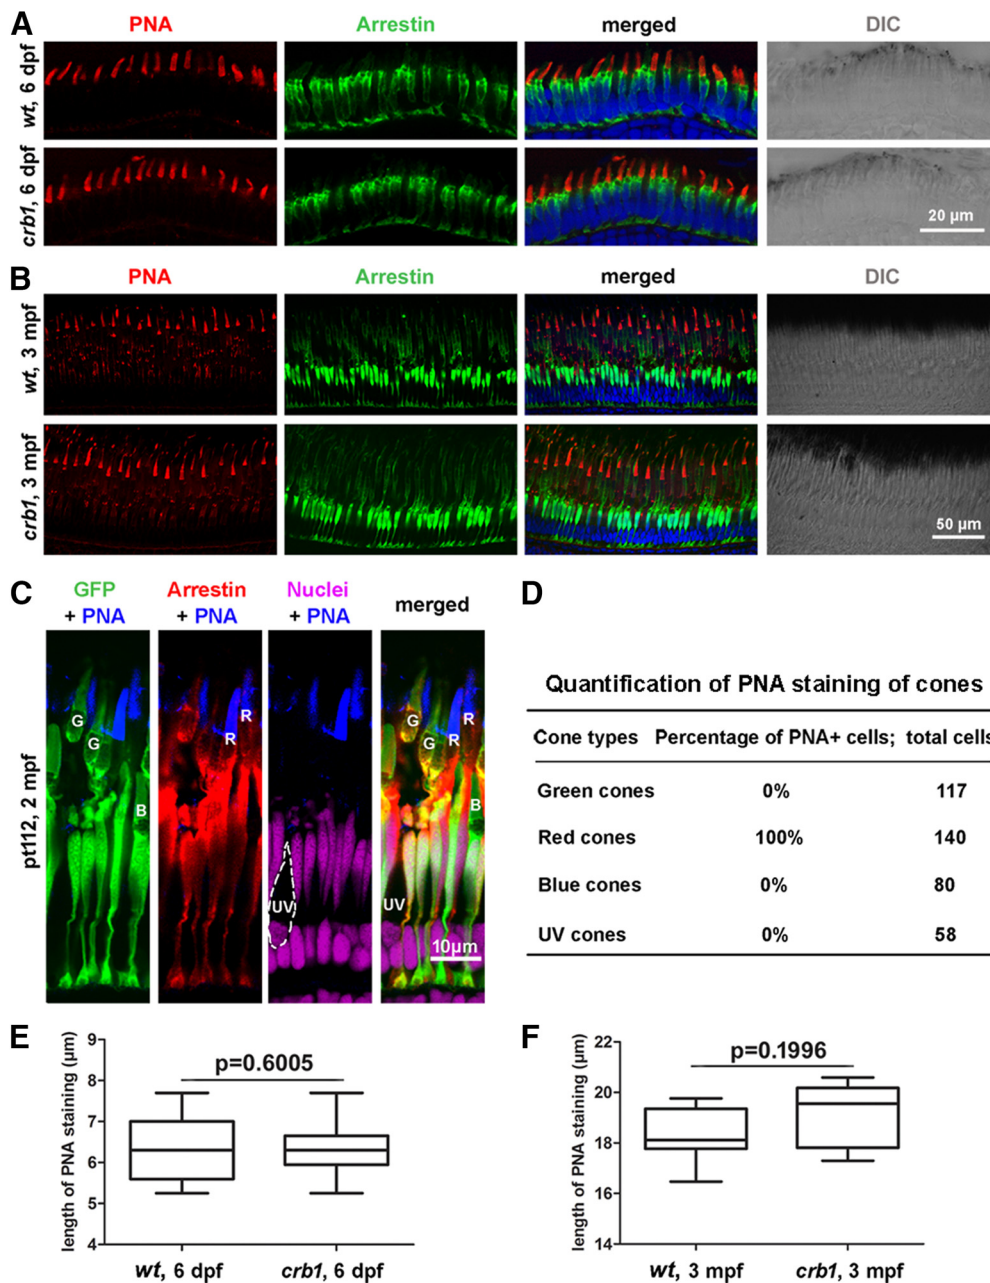 A
PNA Arrestin merged DIC
wt, 6 dpf
crb1, 6 dpf
20 µm
B
PNA Arrestin merged DIC
wt, 3 mpf
crb1, 3 mpf
50 µm
C
GFP Arrestin Nuclei merged
+ PNA + PNA + PNA
pt112, 2 mpf
G
G
B
R
R
UV
G
G
R
R
B
UV
10µm
D
Quantification of PNA staining of cones
Cone types Percentage of PNA+ cells; total cells
Green cones 0% 117
Red cones 100% 140
Blue cones 0% 80
UV cones 0% 58
E
length of PNA staining (µm)
9
8
7
6
5
4
p=0.6005
wt, 6 dpf crb1, 6 dpf
F
length of PNA staining (µm)
22
20
18
16
14
p=0.1996
wt, 3 mpf crb1, 3 mpf